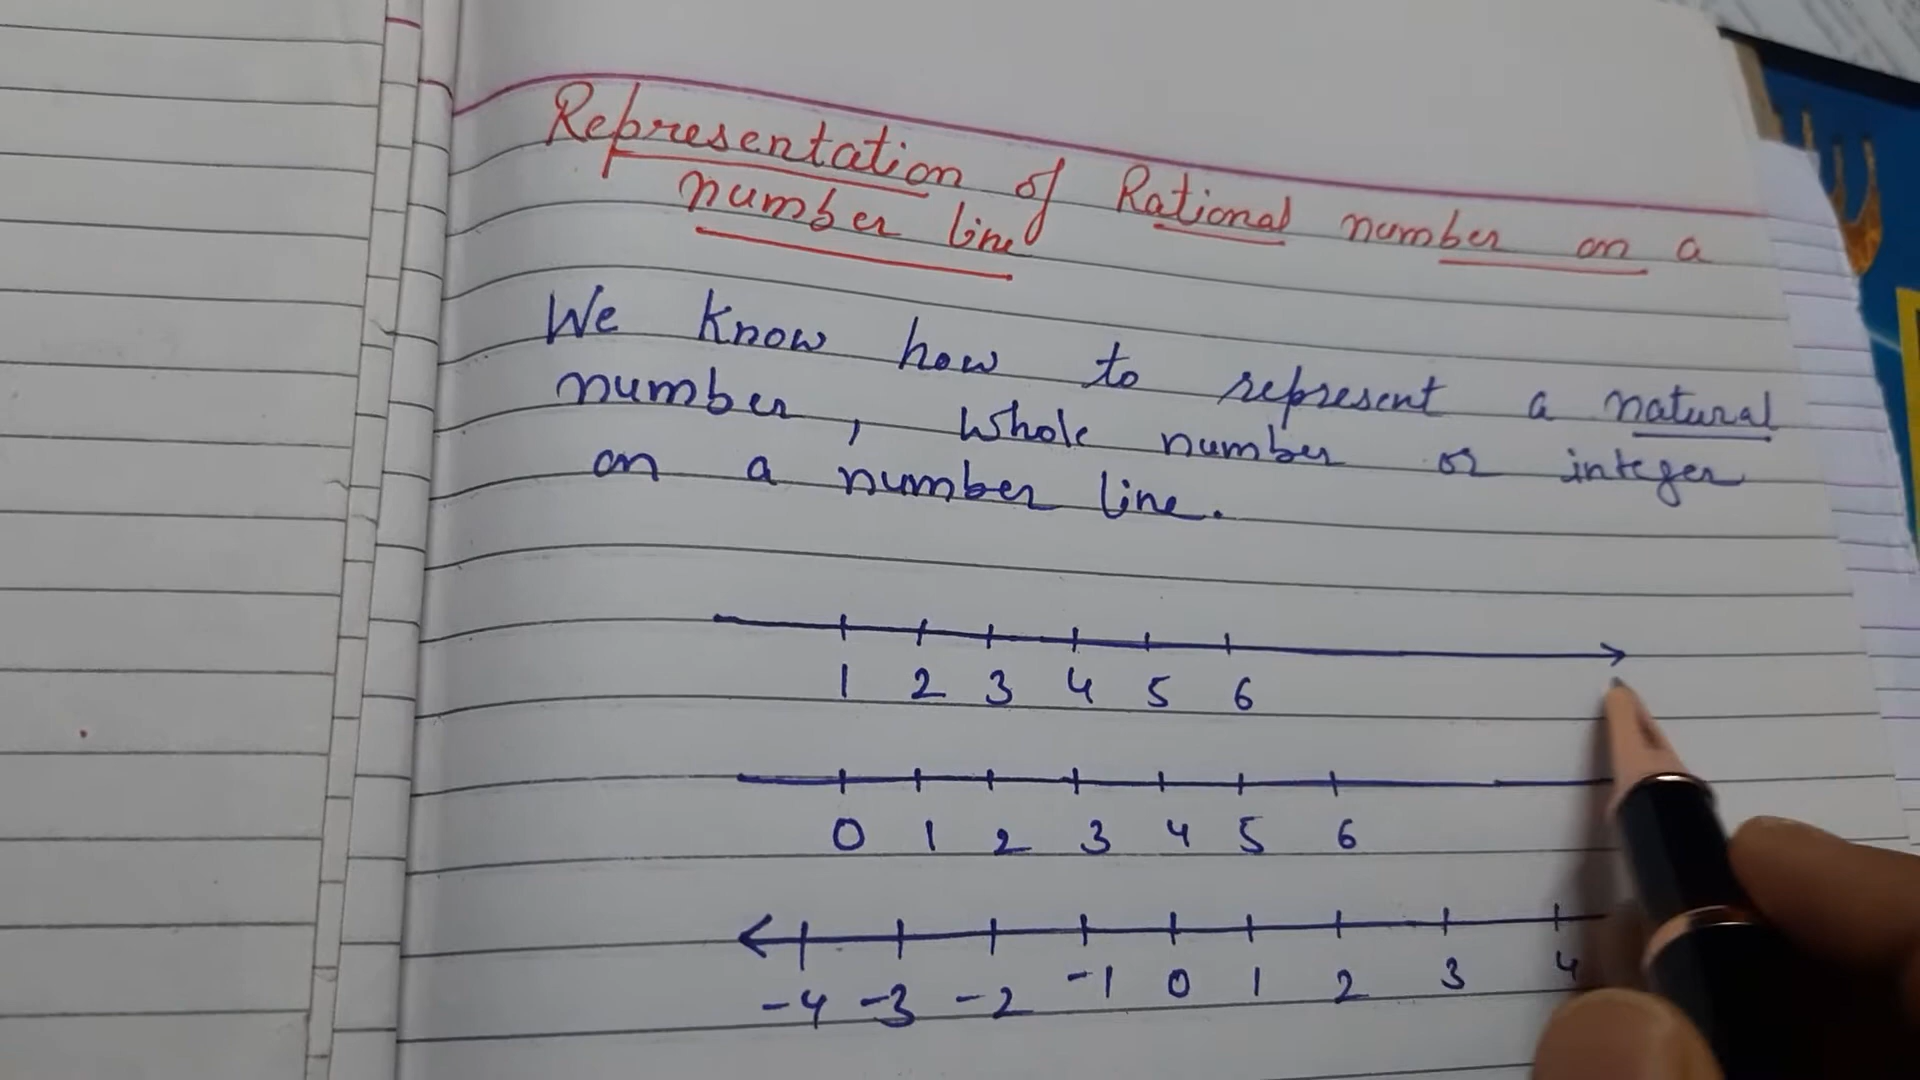 Representation of Rational number on a
number line
We know how to represent a natural
number, whole number or integer
on a number line.
1 2 3 4 5 6
0 1 2 3 4 5 6
-4 -3 -2 -1 0 1 2 3 4